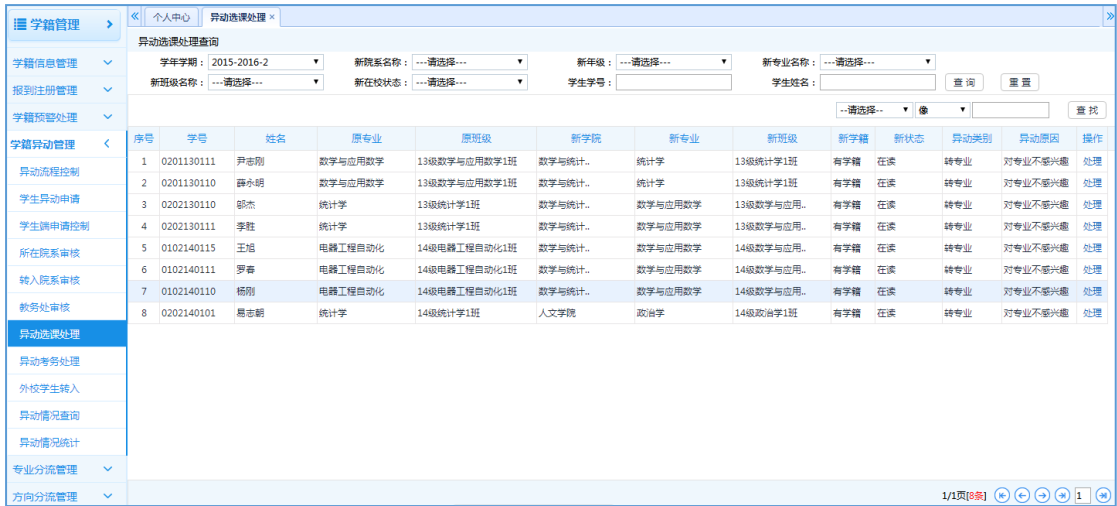 学籍管理
学籍信息管理
报到注册管理
学籍预警处理
学籍异动管理
异动流程控制
学生异动申请
学生端申请控制
所在院系审核
转入院系审核
教务处审核
异动选课处理
异动考务处理
外校学生转入
异动情况查询
异动情况统计
专业分流管理
方向分流管理
个人中心 异动选课处理 ×
异动选课处理查询
学年学期： 2015-2016-2 新院系名称： ---请选择--- 新年级： ---请选择--- 新专业名称： ---请选择---
新班级名称： ---请选择--- 新在校状态： ---请选择--- 学生学号： 学生姓名： 查 询 重 置
--请选择-- 像 查 找
序号 学号 姓名 原专业 原班级 新学院 新专业 新班级 新学籍 新状态 异动类别 异动原因 操作
1 0201130111 尹志刚 数学与应用数学 13级数学与应用数学1班 数学与统计.. 统计学 13级统计学1班 有学籍 在读 转专业 对专业不感兴趣 处理
2 0201130110 薛永明 数学与应用数学 13级数学与应用数学1班 数学与统计.. 统计学 13级统计学1班 有学籍 在读 转专业 对专业不感兴趣 处理
3 0202130110 邬杰 统计学 13级统计学1班 数学与统计.. 数学与应用数学 13级数学与应用.. 有学籍 在读 转专业 对专业不感兴趣 处理
4 0202130111 李胜 统计学 13级统计学1班 数学与统计.. 数学与应用数学 13级数学与应用.. 有学籍 在读 转专业 对专业不感兴趣 处理
5 0102140115 王旭 电器工程自动化 14级电器工程自动化1班 数学与统计.. 数学与应用数学 14级数学与应用.. 有学籍 在读 转专业 对专业不感兴趣 处理
6 0102140111 罗春 电器工程自动化 14级电器工程自动化1班 数学与统计.. 数学与应用数学 14级数学与应用.. 有学籍 在读 转专业 对专业不感兴趣 处理
7 0102140110 杨刚 电器工程自动化 14级电器工程自动化1班 数学与统计.. 数学与应用数学 14级数学与应用.. 有学籍 在读 转专业 对专业不感兴趣 处理
8 0202140101 易志朝 统计学 14级统计学1班 人文学院 政治学 14级政治学1班 有学籍 在读 转专业 对专业不感兴趣 处理
1/1页[8条] 1